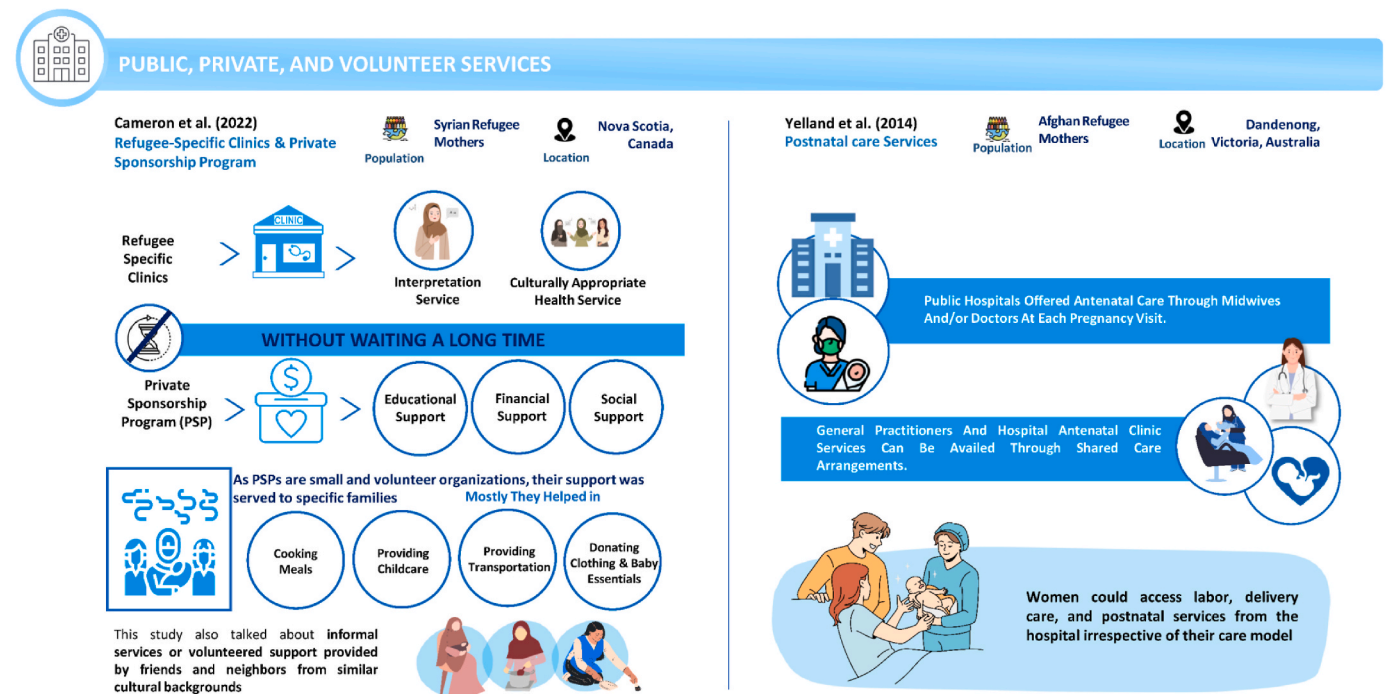 PUBLIC, PRIVATE, AND VOLUNTEER SERVICES
Cameron et al. (2022)
Refugee-Specific Clinics & Private
Sponsorship Program
Population
Syrian Refugee
Mothers
Location
Nova Scotia,
Canada
Refugee
Specific
Clinics
CLINIC
Interpretation
Service
Culturally Appropriate
Health Service
WITHOUT WAITING A LONG TIME
Private
Sponsorship
Program (PSP)
$
Educational
Support
Financial
Support
Social
Support
As PSPs are small and volunteer organizations, their support was
served to specific families
Mostly They Helped in
Cooking
Meals
Providing
Childcare
Providing
Transportation
Donating
Clothing & Baby
Essentials
This study also talked about informal
services or volunteered support provided
by friends and neighbors from similar
cultural backgrounds
Yelland et al. (2014)
Postnatal care Services
Population
Afghan Refugee
Mothers
Location
Dandenong,
Victoria, Australia
Public Hospitals Offered Antenatal Care Through Midwives
And/or Doctors At Each Pregnancy Visit.
General Practitioners And Hospital Antenatal Clinic
Services Can Be Availed Through Shared Care
Arrangements.
Women could access labor, delivery
care, and postnatal services from the
hospital irrespective of their care model